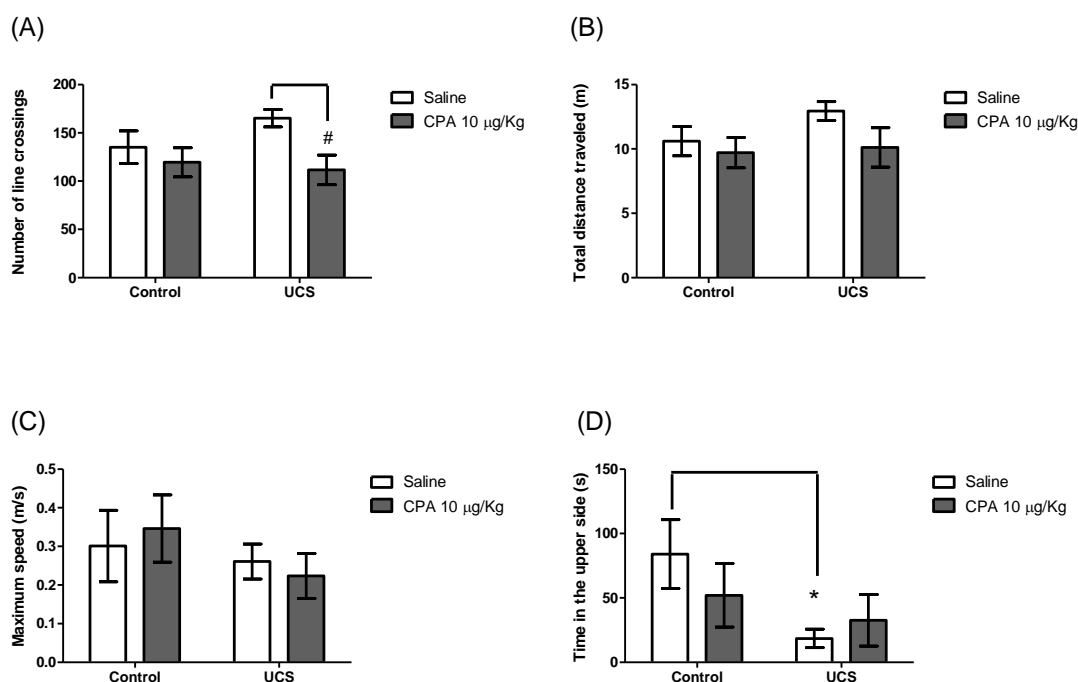 (A)
Number of line crossings
200
150
100
50
0
Control
UCS
#
Saline
CPA 10 μg/Kg
(B)
Total distance traveled (m)
15
10
5
0
Control
UCS
Saline
CPA 10 μg/Kg
(C)
Maximum speed (m/s)
0.5
0.4
0.3
0.2
0.1
0.0
Control
UCS
Saline
CPA 10 μg/Kg
(D)
Time in the upper side (s)
150
100
50
0
Control
UCS
*
Saline
CPA 10 μg/Kg